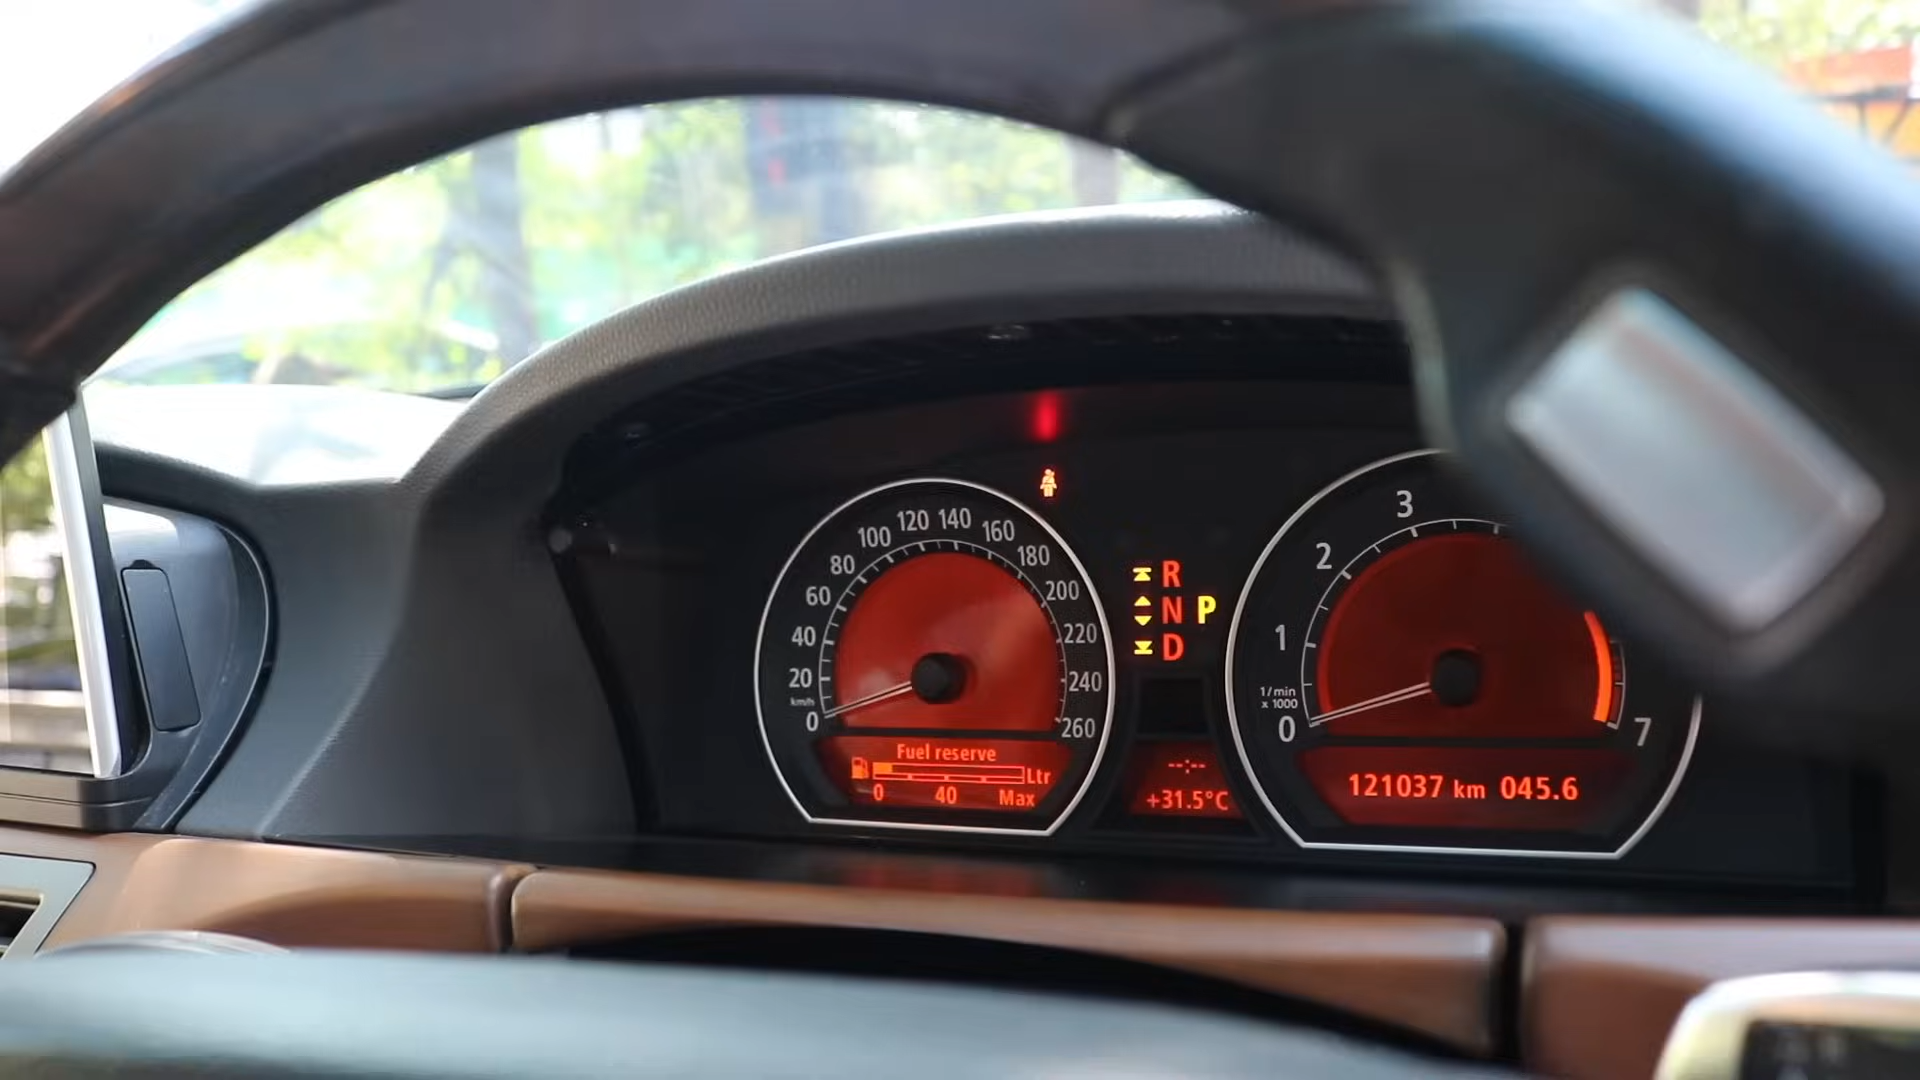 0
20
40
60
80
100
120
140
160
180
200
220
240
260
km/h
Fuel reserve
Ltr
0 40 Max
R
N P
D
--:--
+31.5°C
0
1
2
3
7
1/min
x 1000
121037 km 045.6